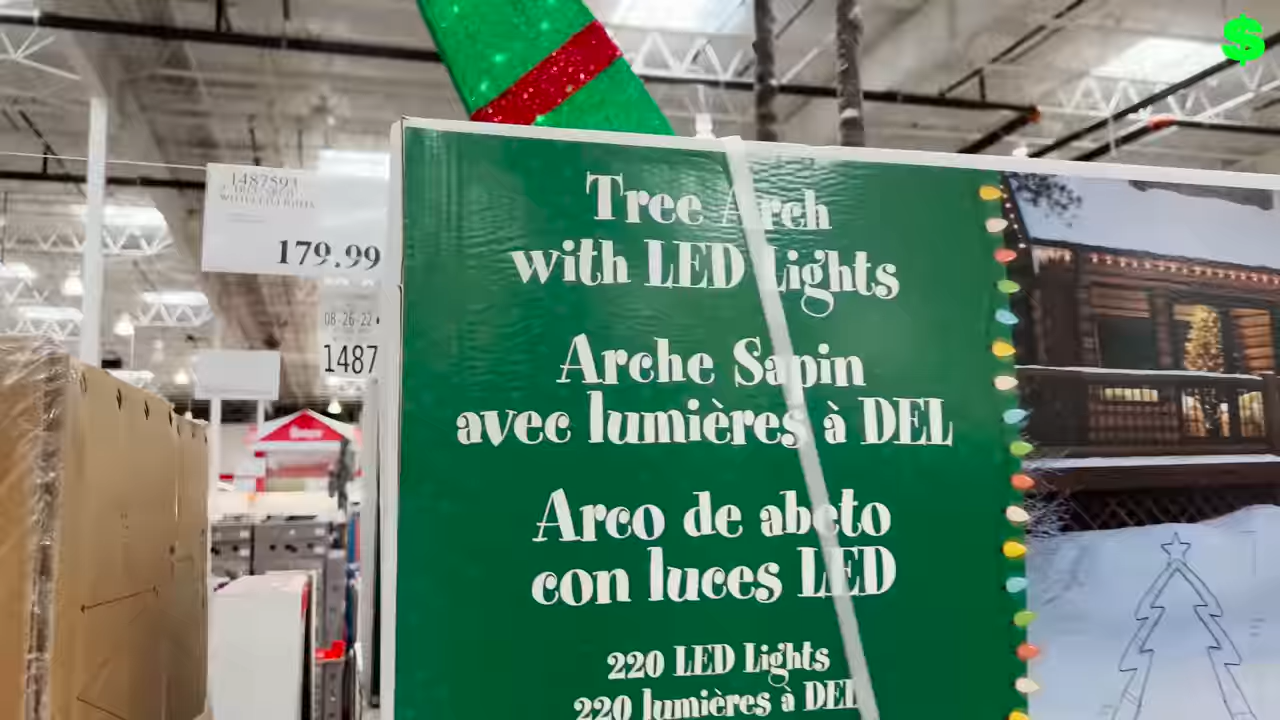 1487593
179.99
08-26-22
1487
Tree Arch
with LED Lights
Arche Sapin
avec lumières à DEL
Arco de abeto
con luces LED
220 LED Lights
220 lumières à DEL
$